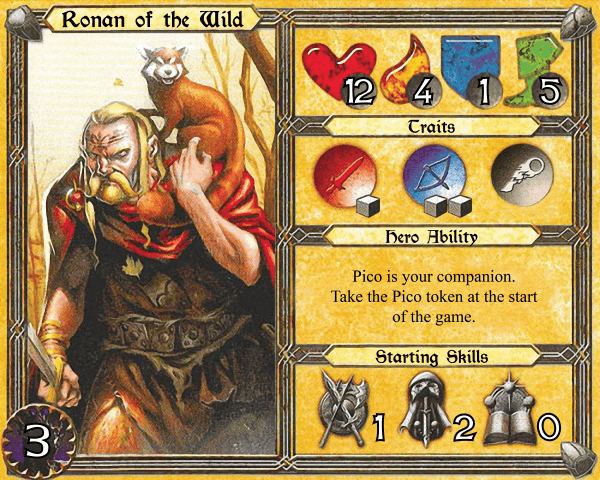 Ronan of the Wild
12 4 1 5
Traits
Hero Ability
Pico is your companion.
Take the Pico token at the start
of the game.
Starting Skills
1 2 0
3